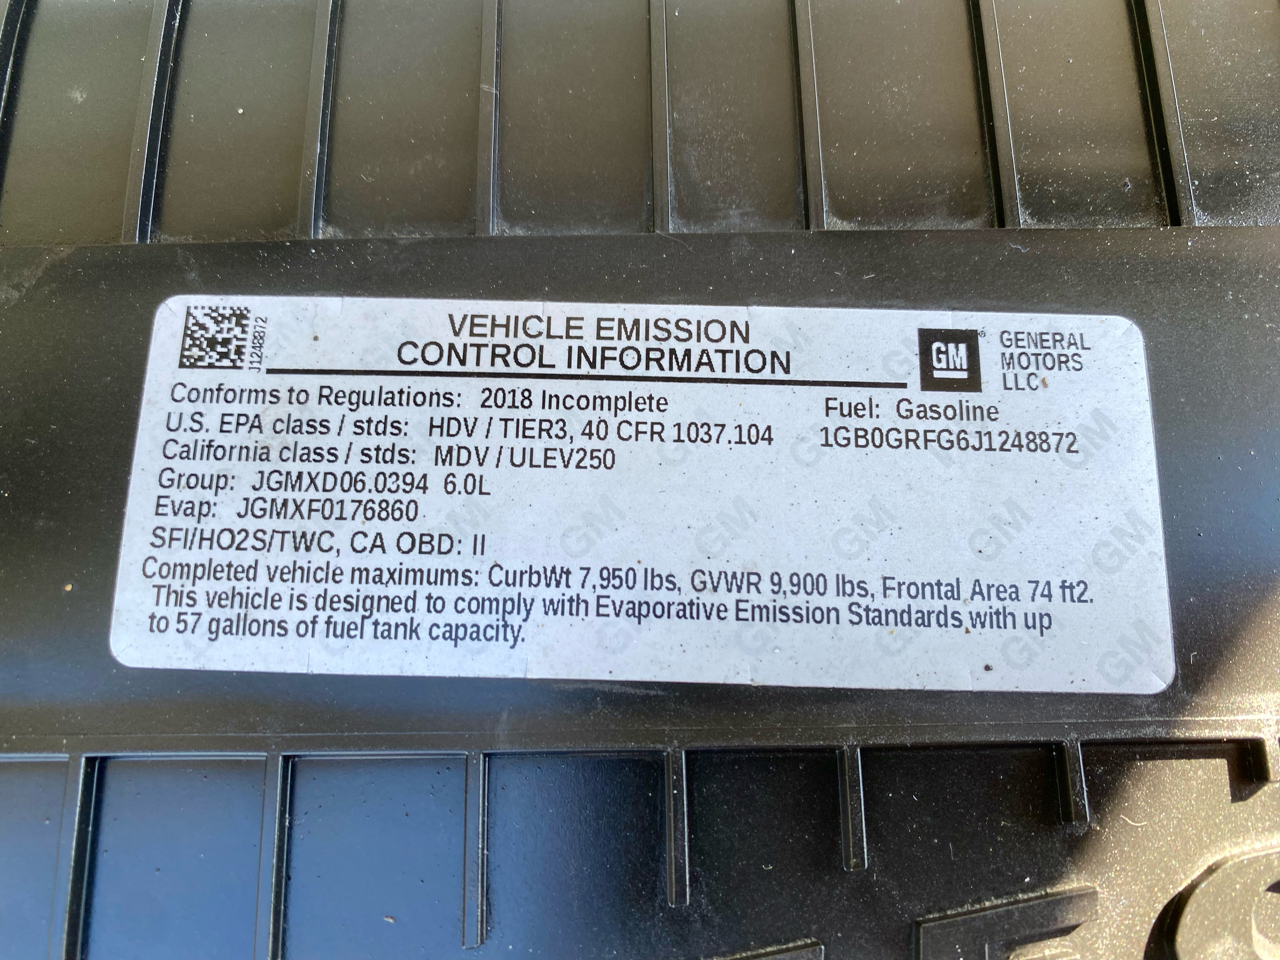 J1248872
VEHICLE EMISSION
CONTROL INFORMATION
GM
GENERAL
MOTORS
LLC
Conforms to Regulations: 2018 Incomplete
Fuel: Gasoline
U.S. EPA class / stds: HDV / TIER3, 40 CFR 1037.104
1GB0GRFG6J1248872
California class / stds: MDV / ULEV250
Group: JGMXD06.0394 6.0L
Evap: JGMXF0176860
SFI/HO2S/TWC, CA OBD: II
Completed vehicle maximums: CurbWt 7,950 lbs, GVWR 9,900 lbs, Frontal Area 74 ft2.
This vehicle is designed to comply with Evaporative Emission Standards with up
to 57 gallons of fuel tank capacity.